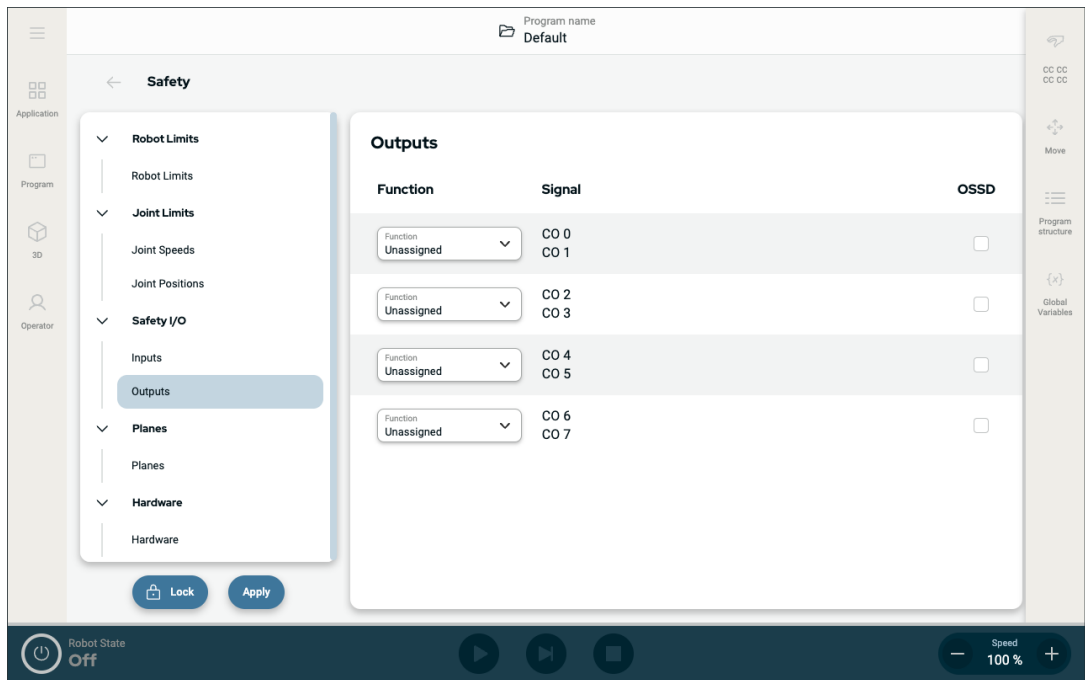 Program name
Default
Application
Program
3D
Operator
Safety
Robot Limits
Robot Limits
Joint Limits
Joint Speeds
Joint Positions
Safety I/O
Inputs
Outputs
Planes
Planes
Hardware
Hardware
Lock
Apply
Outputs
Function
Signal
OSSD
Function
Unassigned
CO 0
CO 1
Function
Unassigned
CO 2
CO 3
Function
Unassigned
CO 4
CO 5
Function
Unassigned
CO 6
CO 7
CC CC
CC CC
Move
Program
structure
{x}
Global
Variables
Robot State
Off
Speed
100 %